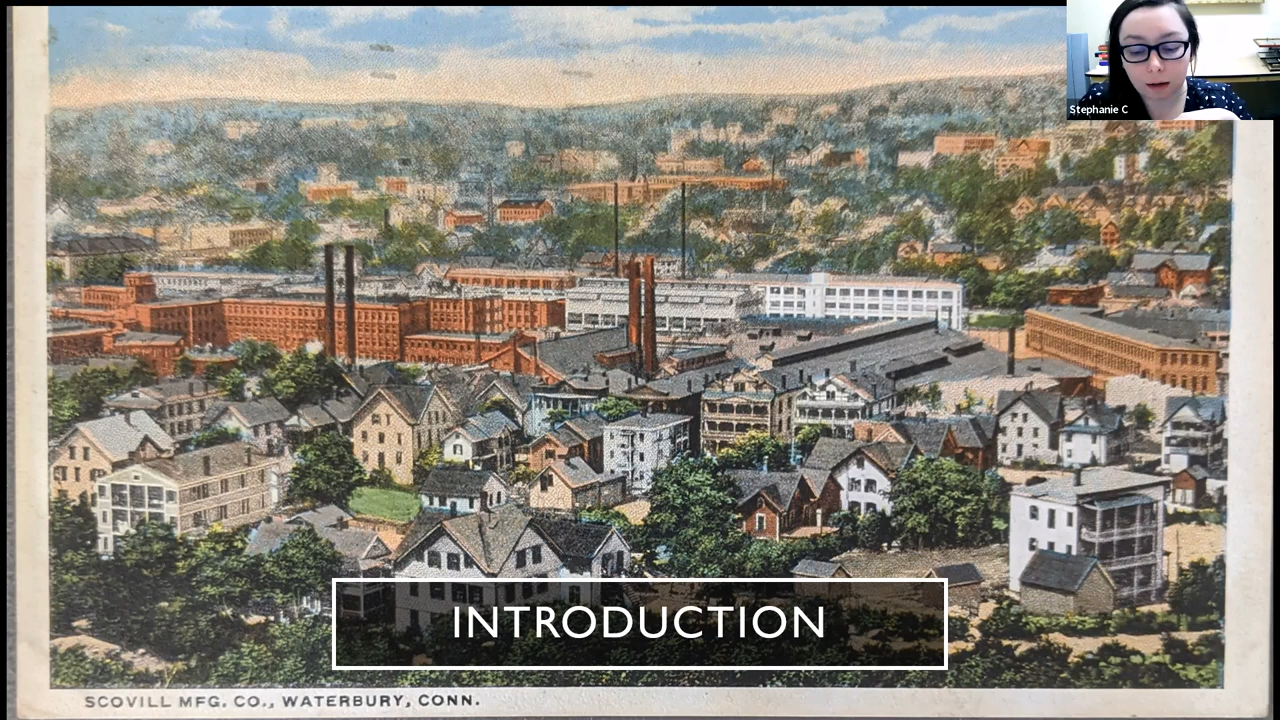 Stephanie C
INTRODUCTION
SCOVILL MFG. CO., WATERBURY, CONN.